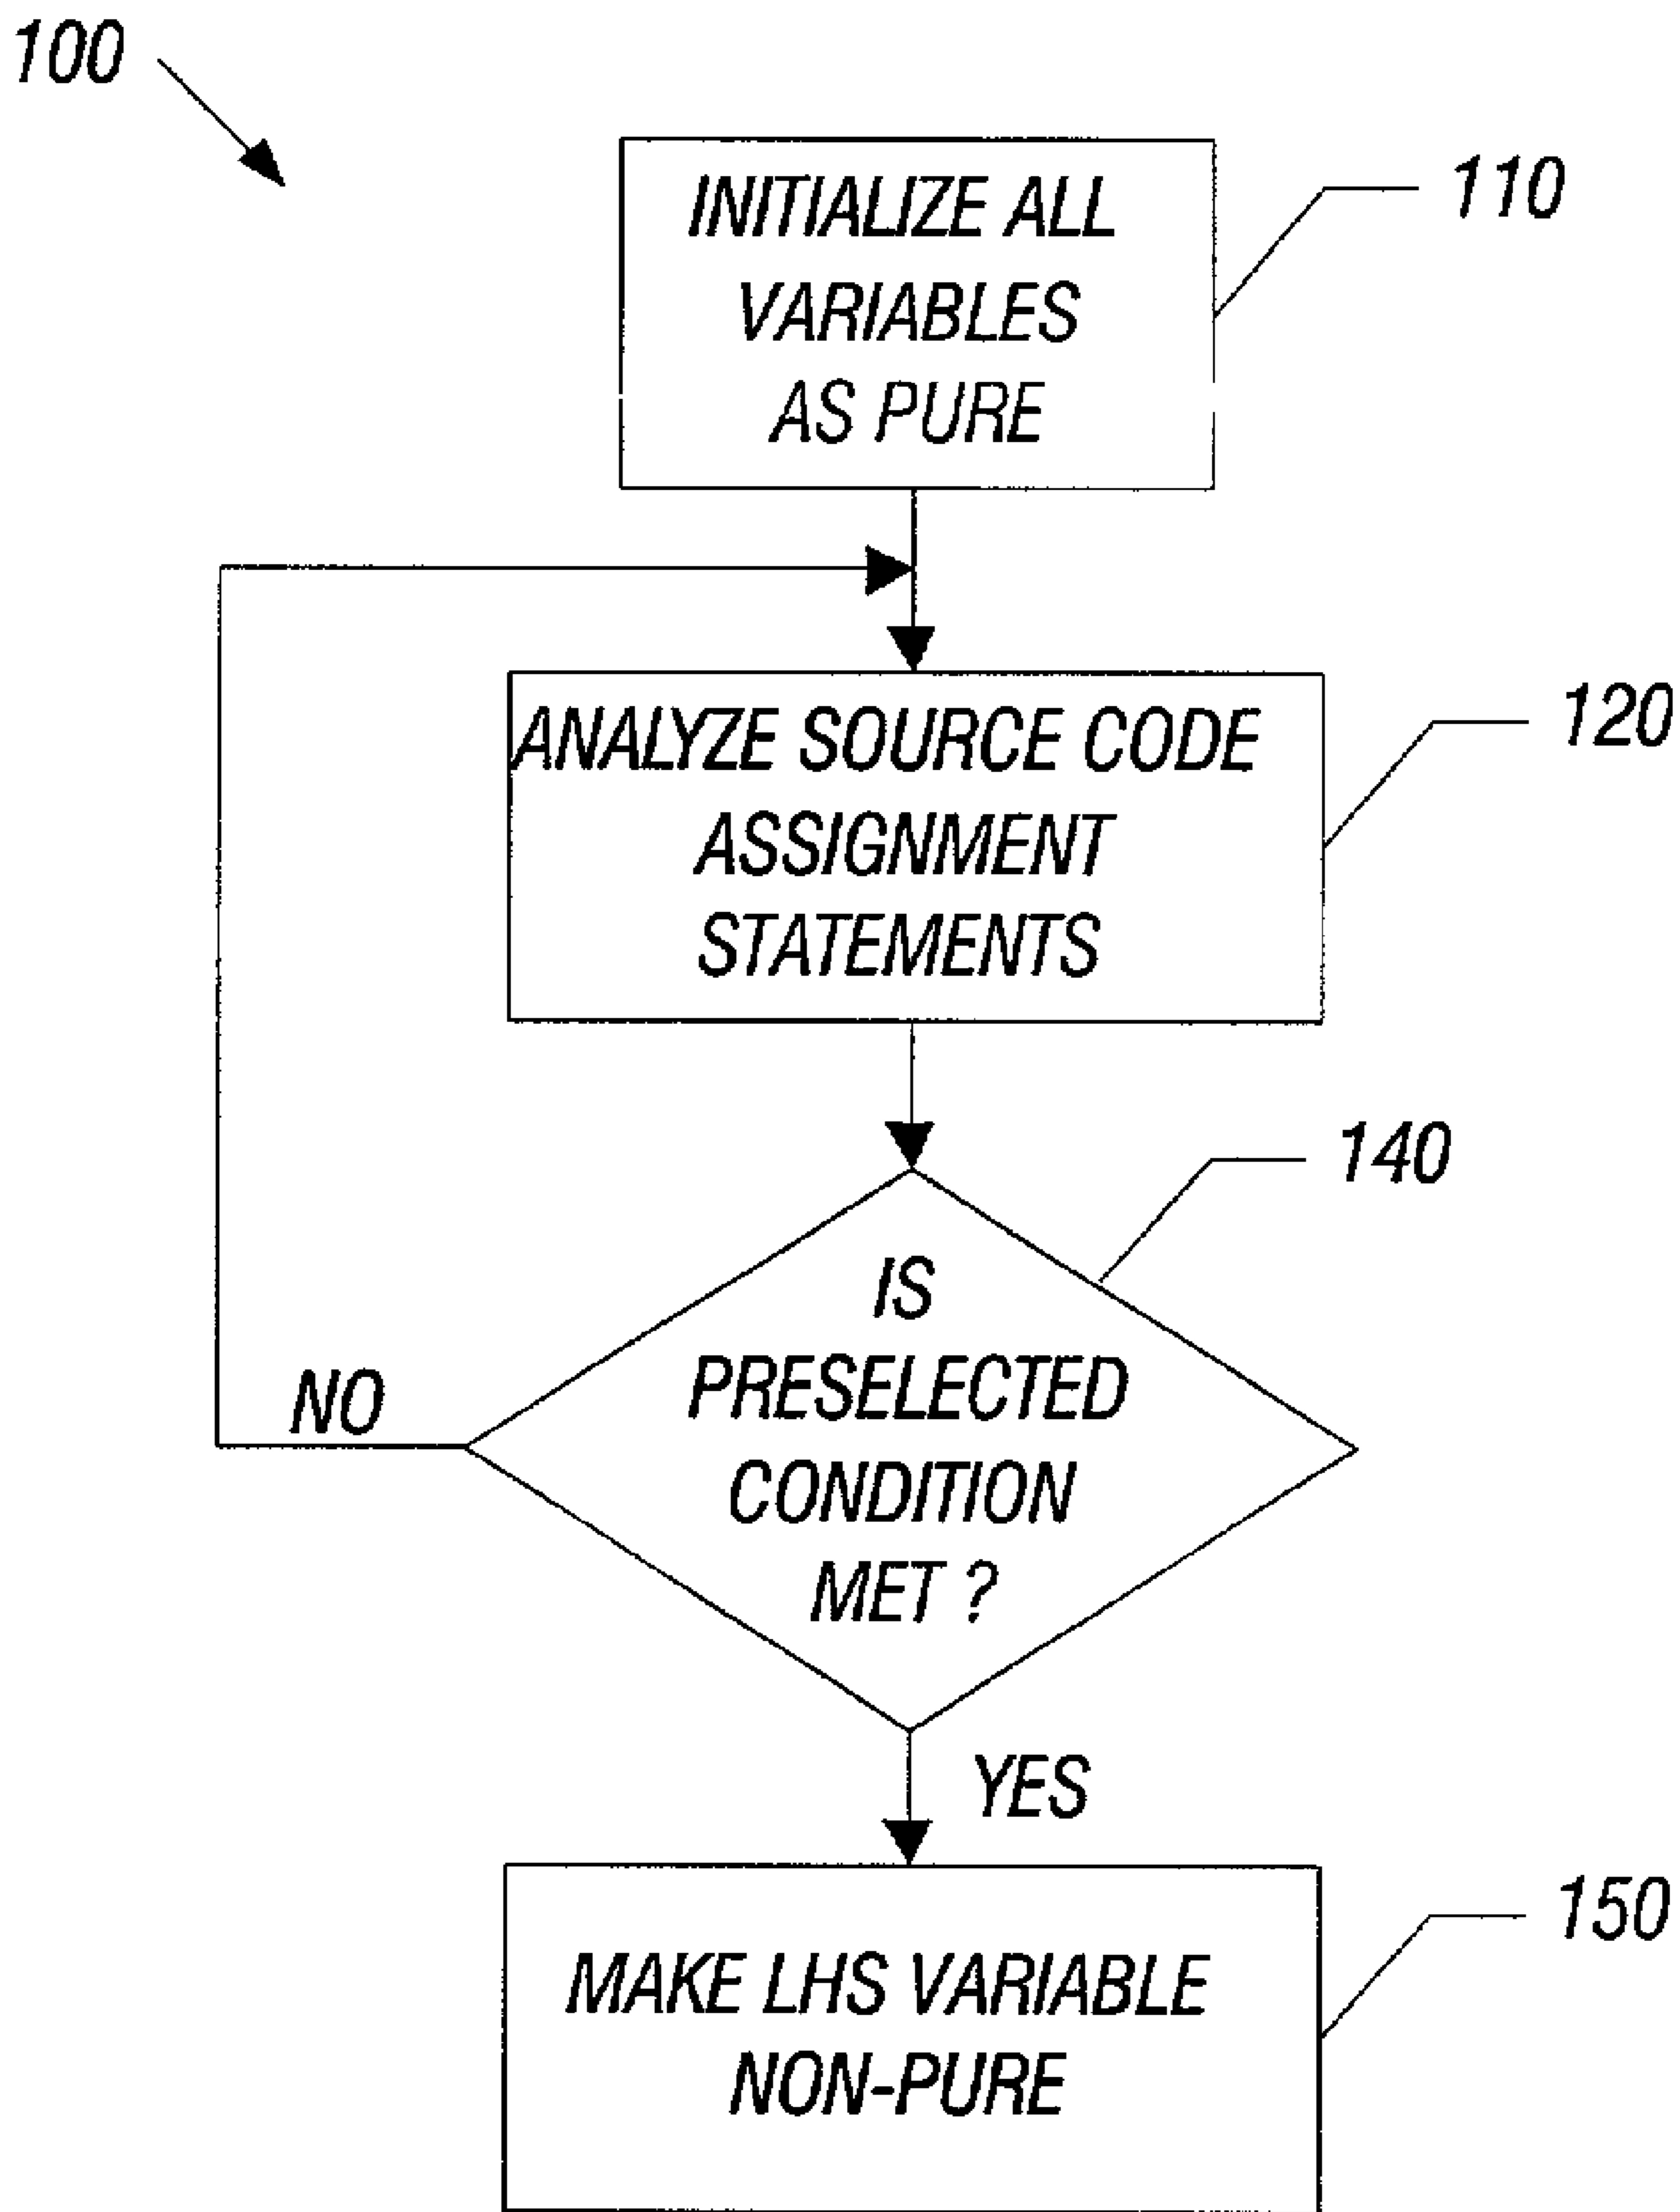 100
INITIALIZE ALL
VARIABLES
AS PURE
110
ANALYZE SOURCE CODE
ASSIGNMENT
STATEMENTS
120
IS
PRESELECTED
CONDITION
MET ?
140
NO
YES
MAKE LHS VARIABLE
NON-PURE
150